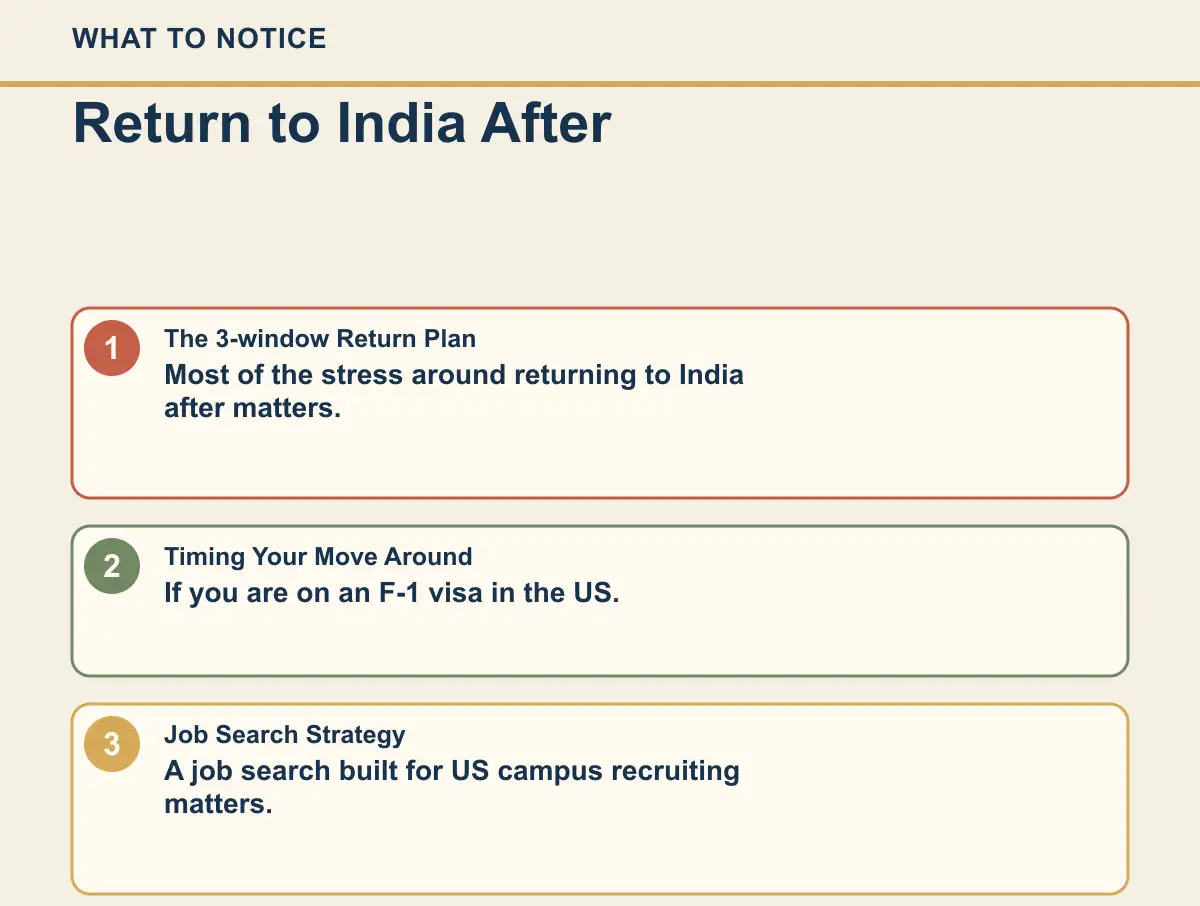 WHAT TO NOTICE
Return to India After
1
The 3-window Return Plan
Most of the stress around returning to India
after matters.
2
Timing Your Move Around
If you are on an F-1 visa in the US.
3
Job Search Strategy
A job search built for US campus recruiting
matters.